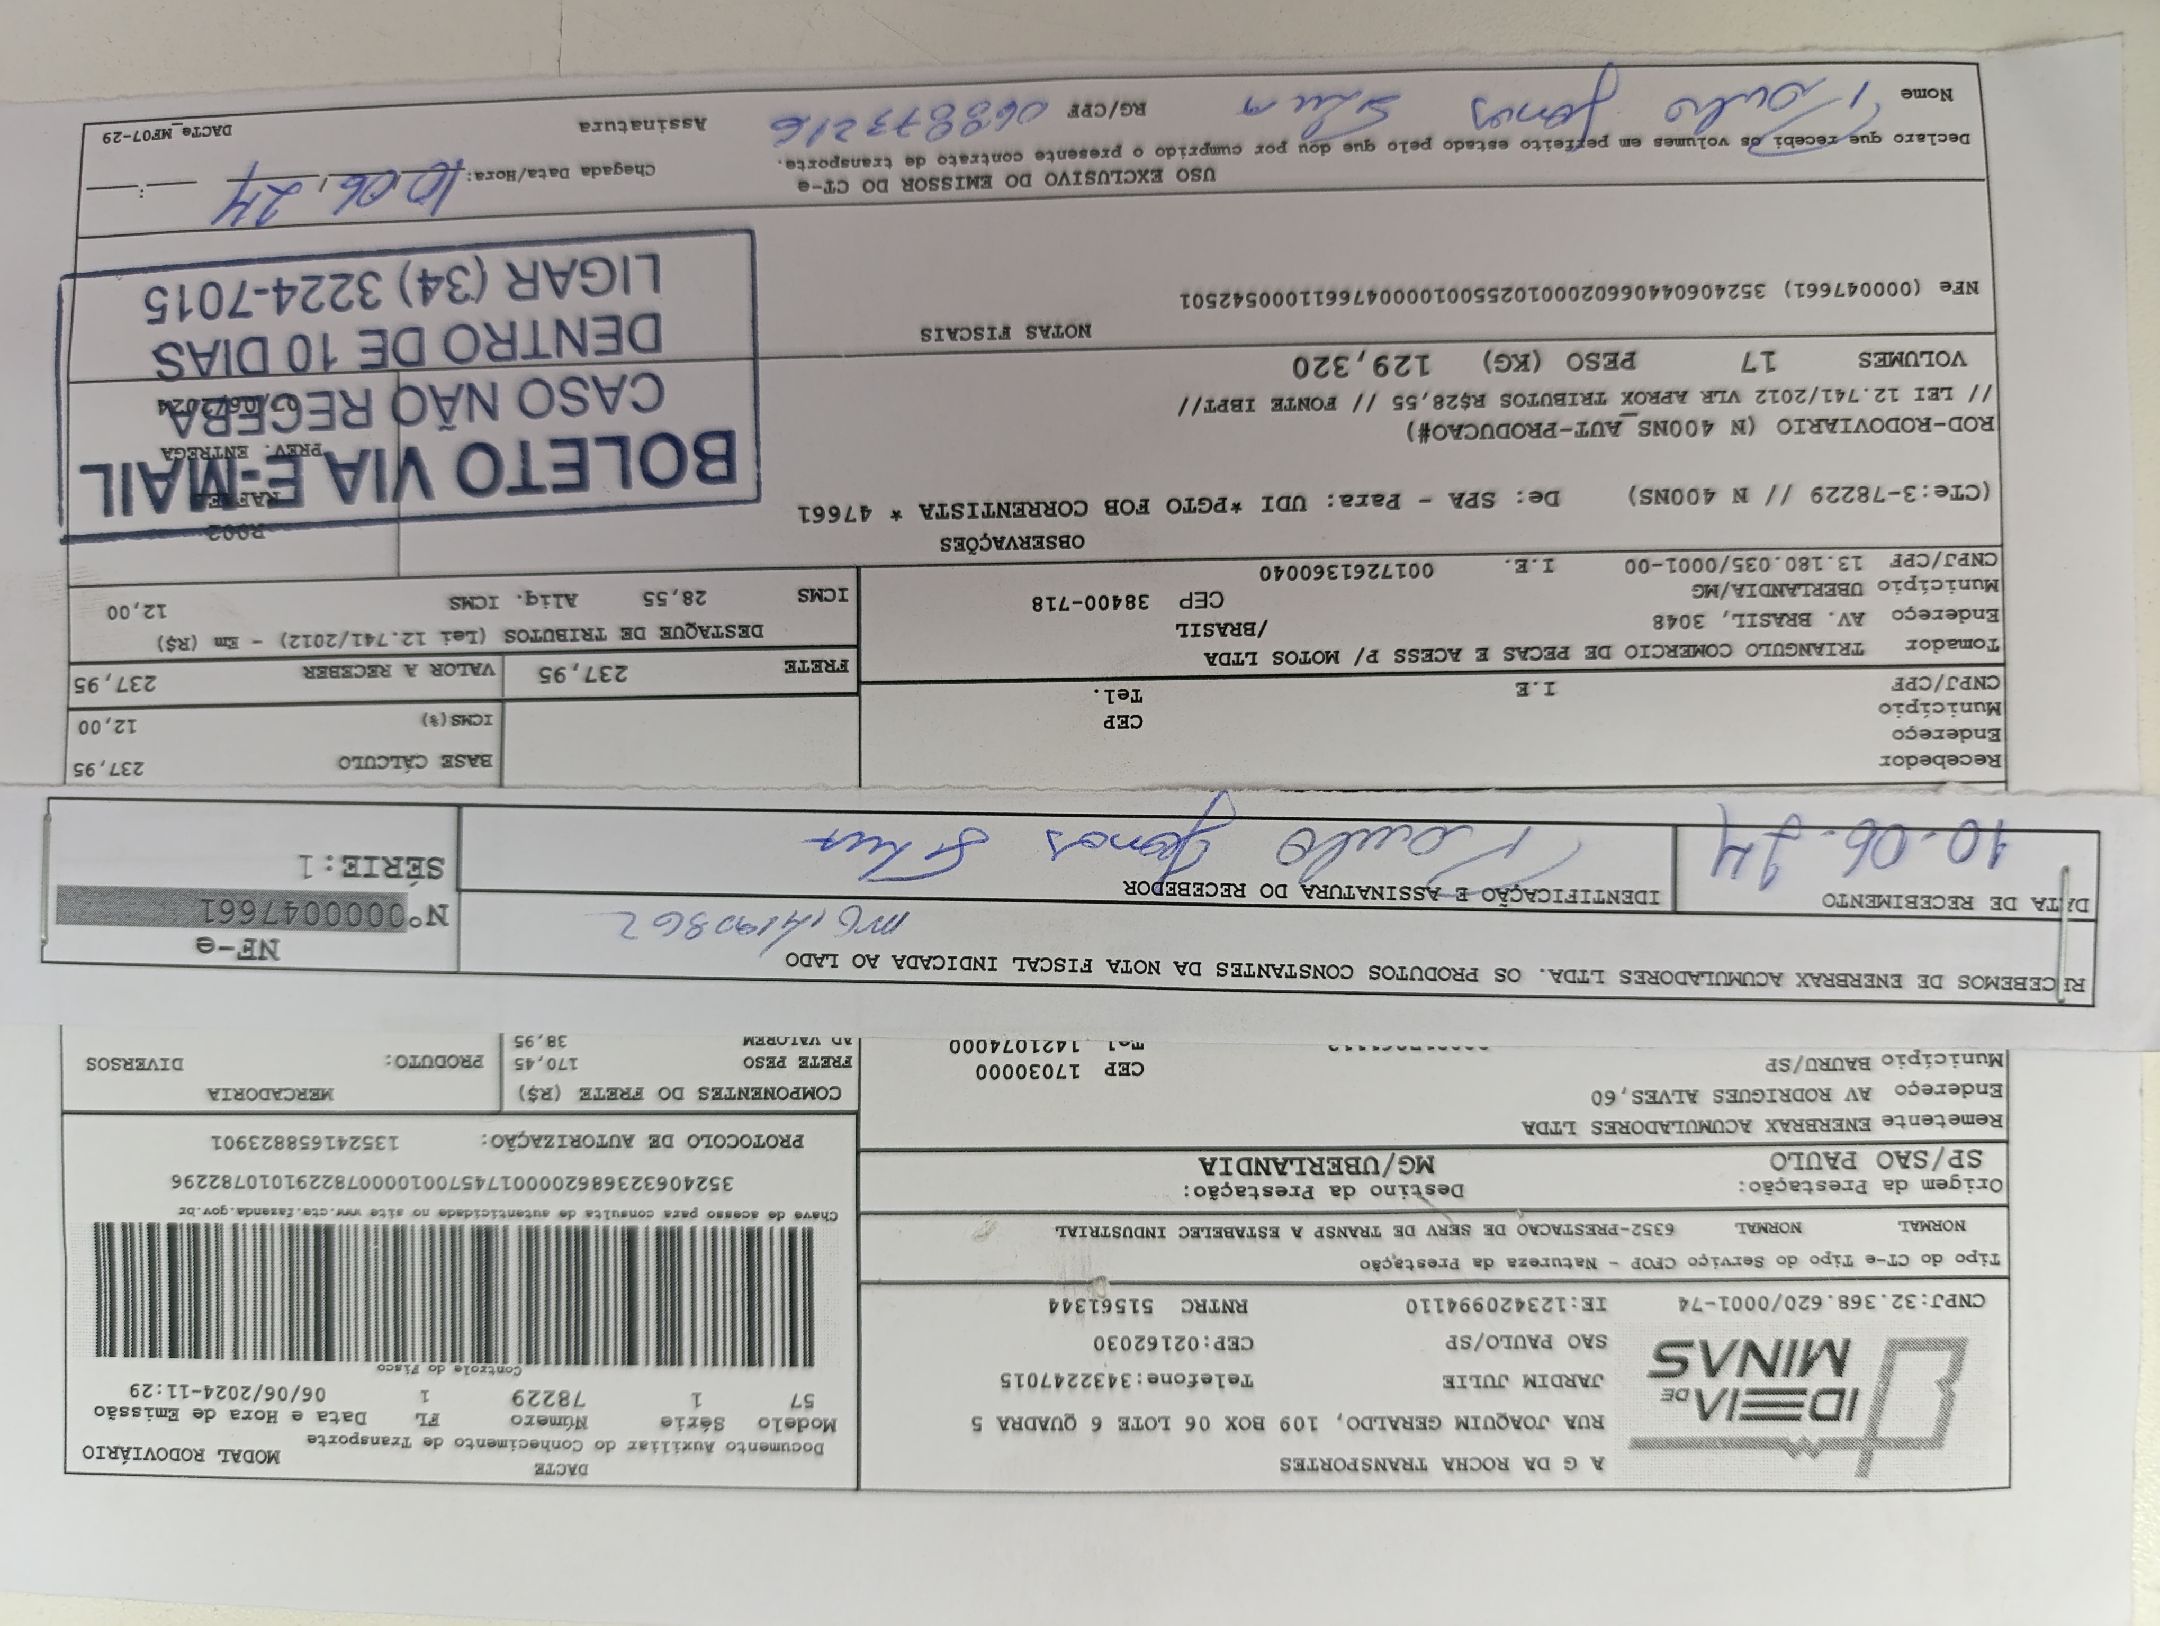 A G DA ROCHA TRANSPORTES
RUA JOAQUIM GERALDO, 109 BOX 06 LOTE 6 QUADRA 5
JARDIM JULIE Telefone:3432247015
SAO PAULO/SP CEP:02162030
CNPJ:32.368.620/0001-74 IE:123420994110 RNTRC 51561344
IDEIA DE MINAS
DACTE
Documento Auxiliar do Conhecimento de Transporte MODAL RODOVIÁRIO
Modelo Série Número FL Data e Hora de Emissão
57 1 78229 1 06/06/2024-11:29
Controle do Fisco
Chave de acesso para consulta de autenticidade no site www.cte.fazenda.gov.br
35240632368620000174570010000782291010782296
PROTOCOLO DE AUTORIZAÇÃO: 135241658823901
Tipo do CT-e Tipo do Serviço CFOP - Natureza da Prestação
NORMAL NORMAL 6352-PRESTACAO DE SERV DE TRANSP A ESTABELEC INDUSTRIAL
Origem da Prestação: Destino da Prestação:
SP/SAO PAULO MG/UBERLANDIA
Remetente ENERBRAX ACUMULADORES LTDA
Endereço AV RODRIGUES ALVES,60
CEP 17030000
Município BAURU/SP
Tel 1421074000
COMPONENTES DO FRETE (R$) MERCADORIA
FRETE PESO 170,45 PRODUTO: DIVERSOS
AD VALOREM 38,95
RECEBEMOS DE ENERBRAX ACUMULADORES LTDA. OS PRODUTOS CONSTANTES DA NOTA FISCAL INDICADA AO LADO
DATA DE RECEBIMENTO IDENTIFICAÇÃO E ASSINATURA DO RECEBEDOR
10.06.24 Paulo Jonas Silva
NF-e
Nº000047661
SÉRIE:1
Recebedor
Endereço
Município CEP
CNPJ/CPF I.E Tel.
BASE CÁLCULO 237,95
ICMS(%) 12,00
FRETE 237,95 VALOR A RECEBER 237,95
Tomador TRIANGULO COMERCIO DE PECAS E ACESS P/ MOTOS LTDA
Endereço AV. BRASIL, 3048 /BRASIL
Município UBERLANDIA/MG CEP 38400-718
CNPJ/CPF 13.180.035/0001-00 I.E. 0017261360040
DESTAQUE DE TRIBUTOS (Lei 12.741/2012) - Em (R$)
ICMS 28,55 Aliq. ICMS 12,00
OBSERVAÇÕES
(CTe:3-78229 // N 400NS) De: SPA - Para: UDI *PGTO FOB CORRENTISTA * 47661
ROD-RODOVIARIO (N 400NS_AUT-PRODUCAO#)
// LEI 12.741/2012 VLR APROX TRIBUTOS R$28,55 // FONTE IBPT//
R002
PREV. ENTREGA
BOLETO VIA E-MAIL
CASO NÃO RECEBA
DENTRO DE 10 DIAS
LIGAR (34) 3224-7015
VOLUMES 17 PESO (KG) 129,320
NOTAS FISCAIS
NFe (000047661) 35240604406602000102550010000476611000542501
USO EXCLUSIVO DO EMISSOR DO CT-e
Declaro que recebi os volumes em perfeito estado pelo que dou por cumprido o presente contrato de transporte.
Chegada Data/Hora: 10.06.24
Nome Paulo Jonas Silva RG/CPF 068873216 Assinatura
DACTe_MF07-29